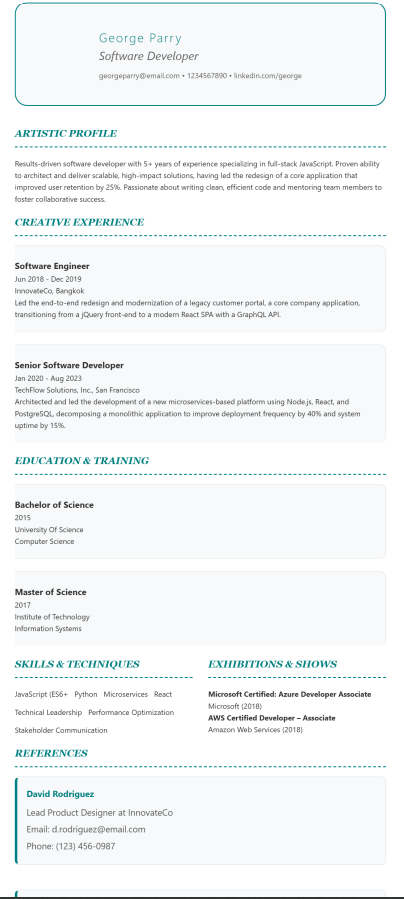 George Parry
Software Developer
georgeparry@email.com • 1234567890 • linkedin.com/george
ARTISTIC PROFILE
Results-driven software developer with 5+ years of experience specializing in full-stack JavaScript. Proven ability
to architect and deliver scalable, high-impact solutions, having led the redesign of a core application that
improved user retention by 25%. Passionate about writing clean, efficient code and mentoring team members to
foster collaborative success.
CREATIVE EXPERIENCE
Software Engineer
Jun 2018 - Dec 2019
InnovateCo, Bangkok
Led the end-to-end redesign and modernization of a legacy customer portal, a core company application,
transitioning from a jQuery front-end to a modern React SPA with a GraphQL API.
Senior Software Developer
Jan 2020 - Aug 2023
TechFlow Solutions, Inc., San Francisco
Architected and led the development of a new microservices-based platform using Node.js, React, and
PostgreSQL, decomposing a monolithic application to improve deployment frequency by 40% and system
uptime by 15%.
EDUCATION & TRAINING
Bachelor of Science
2015
University Of Science
Computer Science
Master of Science
2017
Institute of Technology
Information Systems
SKILLS & TECHNIQUES
JavaScript (ES6+ Python Microservices React
Technical Leadership Performance Optimization
Stakeholder Communication
EXHIBITIONS & SHOWS
Microsoft Certified: Azure Developer Associate
Microsoft (2018)
AWS Certified Developer – Associate
Amazon Web Services (2018)
REFERENCES
David Rodriguez
Lead Product Designer at InnovateCo
Email: d.rodriguez@email.com
Phone: (123) 456-0987